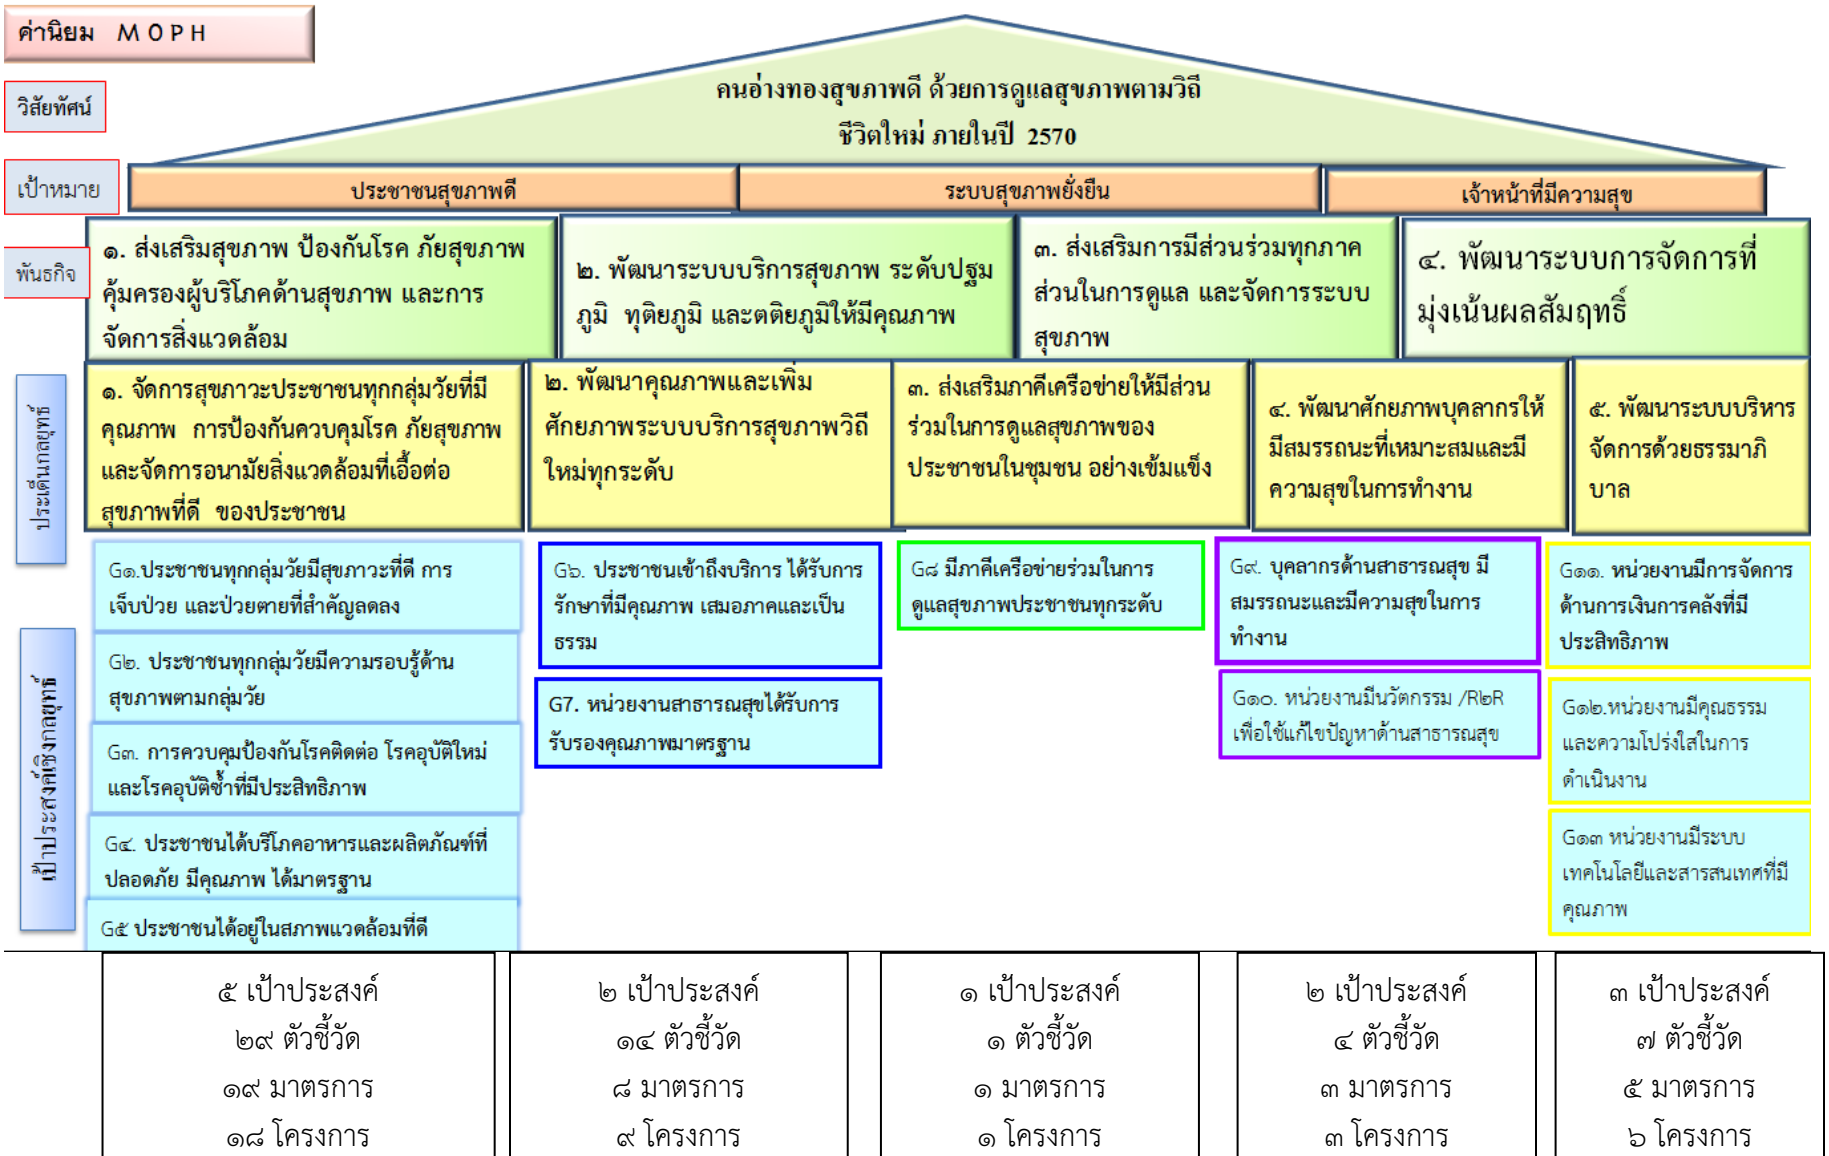 ค่านิยม M O P H
วิสัยทัศน์
คนอ่างทองสุขภาพดี ด้วยการดูแลสุขภาพตามวิถี
ชีวิตใหม่ ภายในปี 2570
เป้าหมาย
ประชาชนสุขภาพดี
ระบบสุขภาพยั่งยืน
เจ้าหน้าที่มีความสุข
พันธกิจ
๑. ส่งเสริมสุขภาพ ป้องกันโรค ภัยสุขภาพ
คุ้มครองผู้บริโภคด้านสุขภาพ และการ
จัดการสิ่งแวดล้อม
๒. พัฒนาระบบบริการสุขภาพ ระดับปฐม
ภูมิ ทุติยภูมิ และตติยภูมิให้มีคุณภาพ
๓. ส่งเสริมการมีส่วนร่วมทุกภาค
ส่วนในการดูแล และจัดการระบบ
สุขภาพ
๔. พัฒนาระบบการจัดการที่
มุ่งเน้นผลสัมฤทธิ์
ประเด็นกลยุทธ์
๑. จัดการสุขภาวะประชาชนทุกกลุ่มวัยที่มี
คุณภาพ การป้องกันควบคุมโรค ภัยสุขภาพ
และจัดการอนามัยสิ่งแวดล้อมที่เอื้อต่อ
สุขภาพที่ดี ของประชาชน
๒. พัฒนาคุณภาพและเพิ่ม
ศักยภาพระบบบริการสุขภาพวิถี
ใหม่ทุกระดับ
๓. ส่งเสริมภาคีเครือข่ายให้มีส่วน
ร่วมในการดูแลสุขภาพของ
ประชาชนในชุมชน อย่างเข้มแข็ง
๔. พัฒนาศักยภาพบุคลากรให้
มีสมรรถนะที่เหมาะสมและมี
ความสุขในการทำงาน
๕. พัฒนาระบบบริหาร
จัดการด้วยธรรมาภิ
บาล
เป้าประสงค์เชิงกลยุทธ์
G๑.ประชาชนทุกกลุ่มวัยมีสุขภาวะที่ดี การ
เจ็บป่วย และป่วยตายที่สำคัญลดลง
G๒. ประชาชนทุกกลุ่มวัยมีความรอบรู้ด้าน
สุขภาพตามกลุ่มวัย
G๓. การควบคุมป้องกันโรคติดต่อ โรคอุบัติใหม่
และโรคอุบัติซ้ำที่มีประสิทธิภาพ
G๔. ประชาชนได้บริโภคอาหารและผลิตภัณฑ์ที่
ปลอดภัย มีคุณภาพ ได้มาตรฐาน
G๕ ประชาชนได้อยู่ในสภาพแวดล้อมที่ดี
G๖. ประชาชนเข้าถึงบริการ ได้รับการ
รักษาที่มีคุณภาพ เสมอภาคและเป็น
ธรรม
G7. หน่วยงานสาธารณสุขได้รับการ
รับรองคุณภาพมาตรฐาน
G๘ มีภาคีเครือข่ายร่วมในการ
ดูแลสุขภาพประชาชนทุกระดับ
G๙. บุคลากรด้านสาธารณสุข มี
สมรรถนะและมีความสุขในการ
ทำงาน
G๑๐. หน่วยงานมีนวัตกรรม /R๒R
เพื่อใช้แก้ไขปัญหาด้านสาธารณสุข
G๑๑. หน่วยงานมีการจัดการ
ด้านการเงินการคลังที่มี
ประสิทธิภาพ
G๑๒.หน่วยงานมีคุณธรรม
และความโปร่งใสในการ
ดำเนินงาน
G๑๓ หน่วยงานมีระบบ
เทคโนโลยีและสารสนเทศที่มี
คุณภาพ
๕ เป้าประสงค์
๒๙ ตัวชี้วัด
๑๙ มาตรการ
๑๘ โครงการ
๒ เป้าประสงค์
๑๔ ตัวชี้วัด
๘ มาตรการ
๙ โครงการ
๑ เป้าประสงค์
๑ ตัวชี้วัด
๑ มาตรการ
๑ โครงการ
๒ เป้าประสงค์
๔ ตัวชี้วัด
๓ มาตรการ
๓ โครงการ
๓ เป้าประสงค์
๗ ตัวชี้วัด
๕ มาตรการ
๖ โครงการ